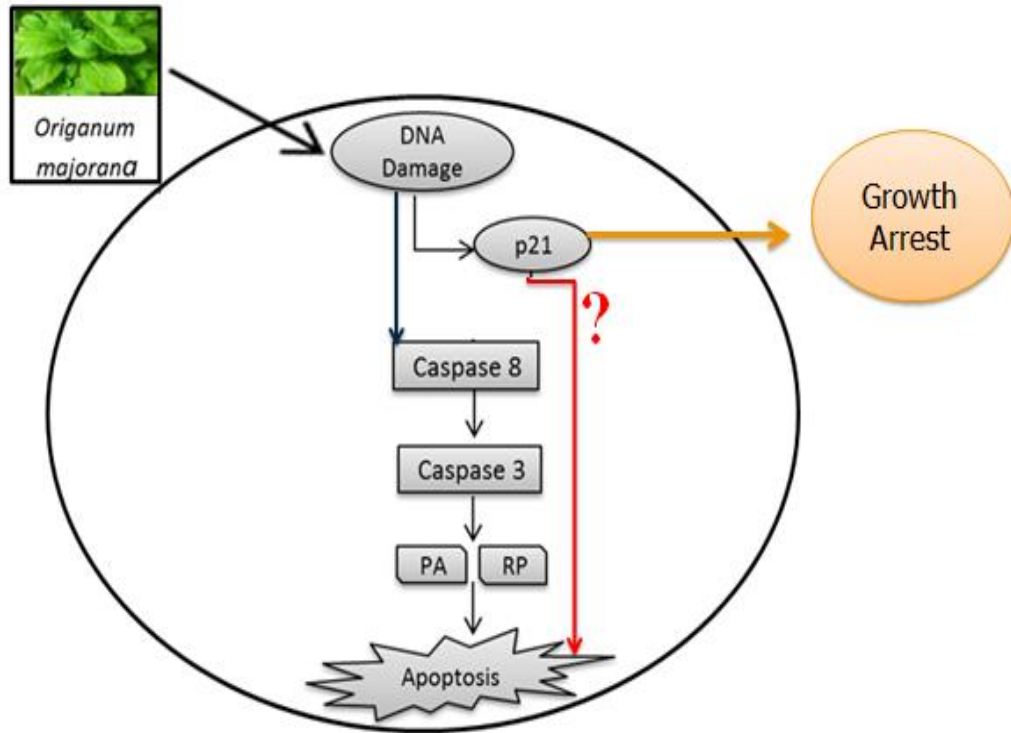 Origanum
majorana
DNA
Damage
p21
Growth
Arrest
?
Caspase 8
Caspase 3
PA RP
Apoptosis